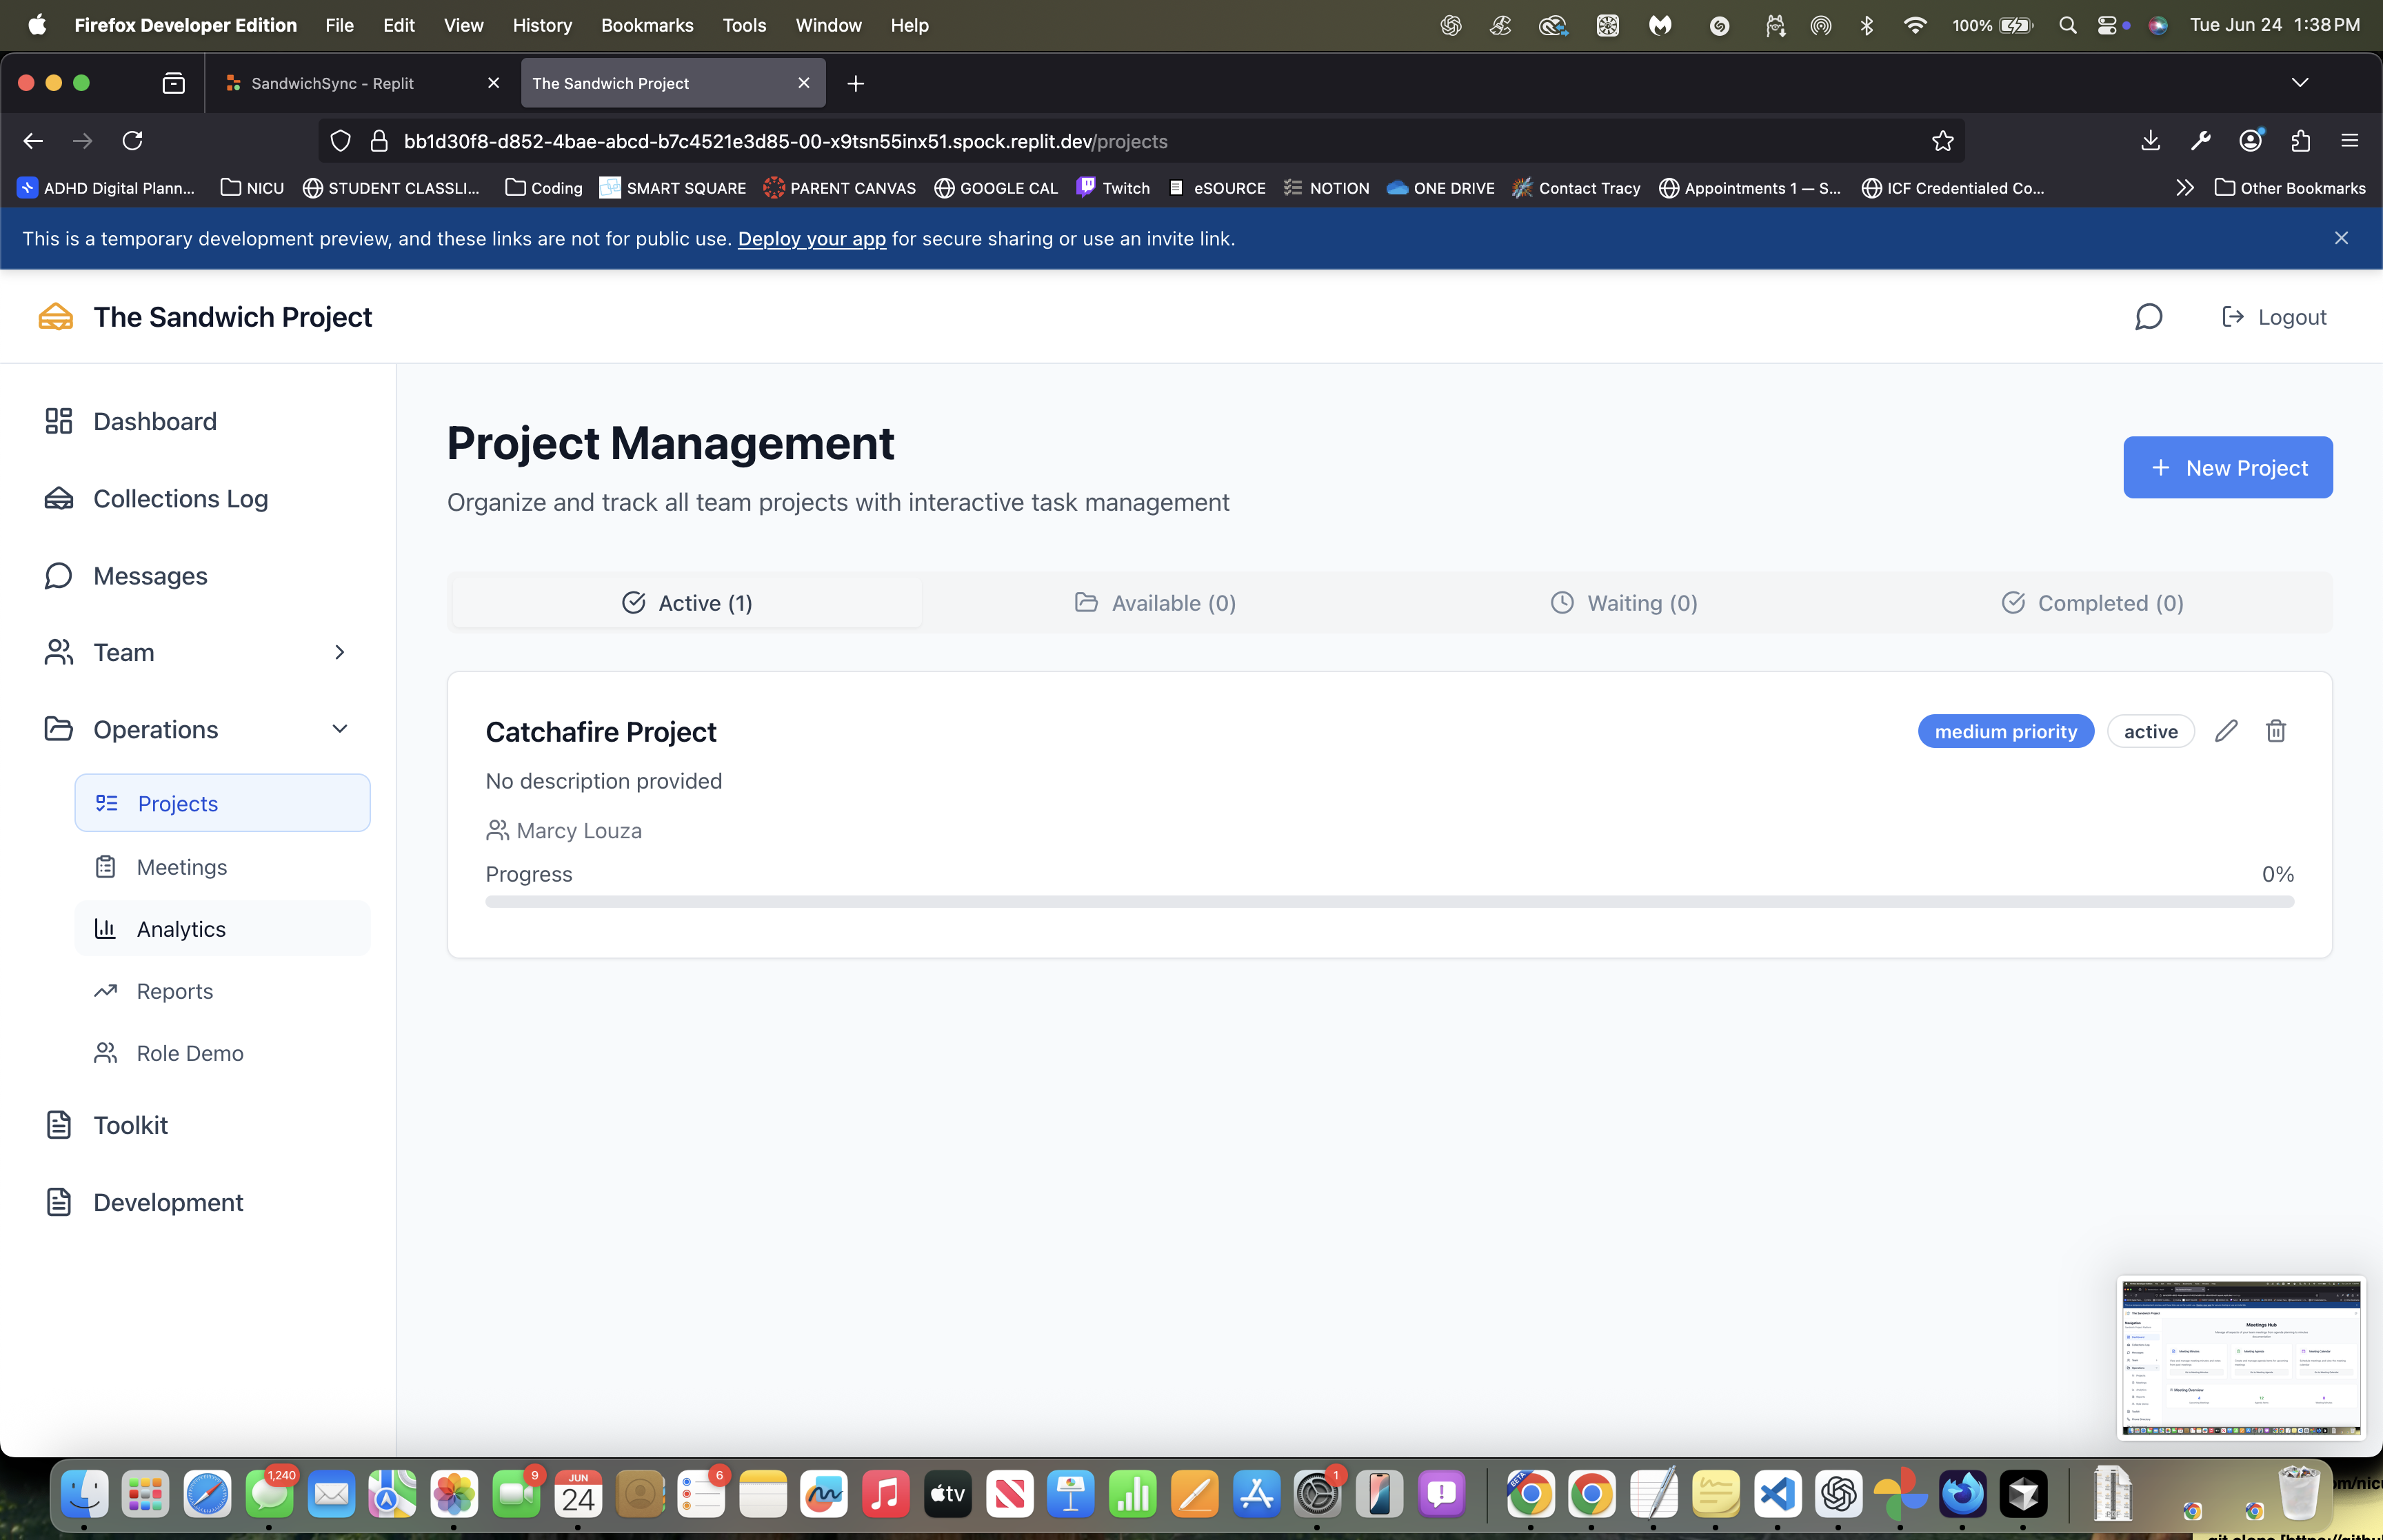 Firefox Developer Edition File Edit View History Bookmarks Tools Window Help 100% Tue Jun 24 1:38 PM
SandwichSync - Replit The Sandwich Project
bb1d30f8-d852-4bae-abcd-b7c4521e3d85-00-x9tsn55inx51.spock.replit.dev/projects
ADHD Digital Plann... NICU STUDENT CLASSLI... Coding SMART SQUARE PARENT CANVAS GOOGLE CAL Twitch eSOURCE NOTION ONE DRIVE Contact Tracy Appointments 1 — S... ICF Credentialed Co... Other Bookmarks
This is a temporary development preview, and these links are not for public use. Deploy your app for secure sharing or use an invite link.
The Sandwich Project
Logout
Dashboard
Collections Log
Messages
Team
Operations
Projects
Meetings
Analytics
Reports
Role Demo
Toolkit
Development
Project Management
Organize and track all team projects with interactive task management
New Project
Active (1) Available (0) Waiting (0) Completed (0)
Catchafire Project
medium priority active
No description provided
Marcy Louza
Progress 0%
Meetings Hub
1,240
9
JUN
24
6
tv
1
BETA